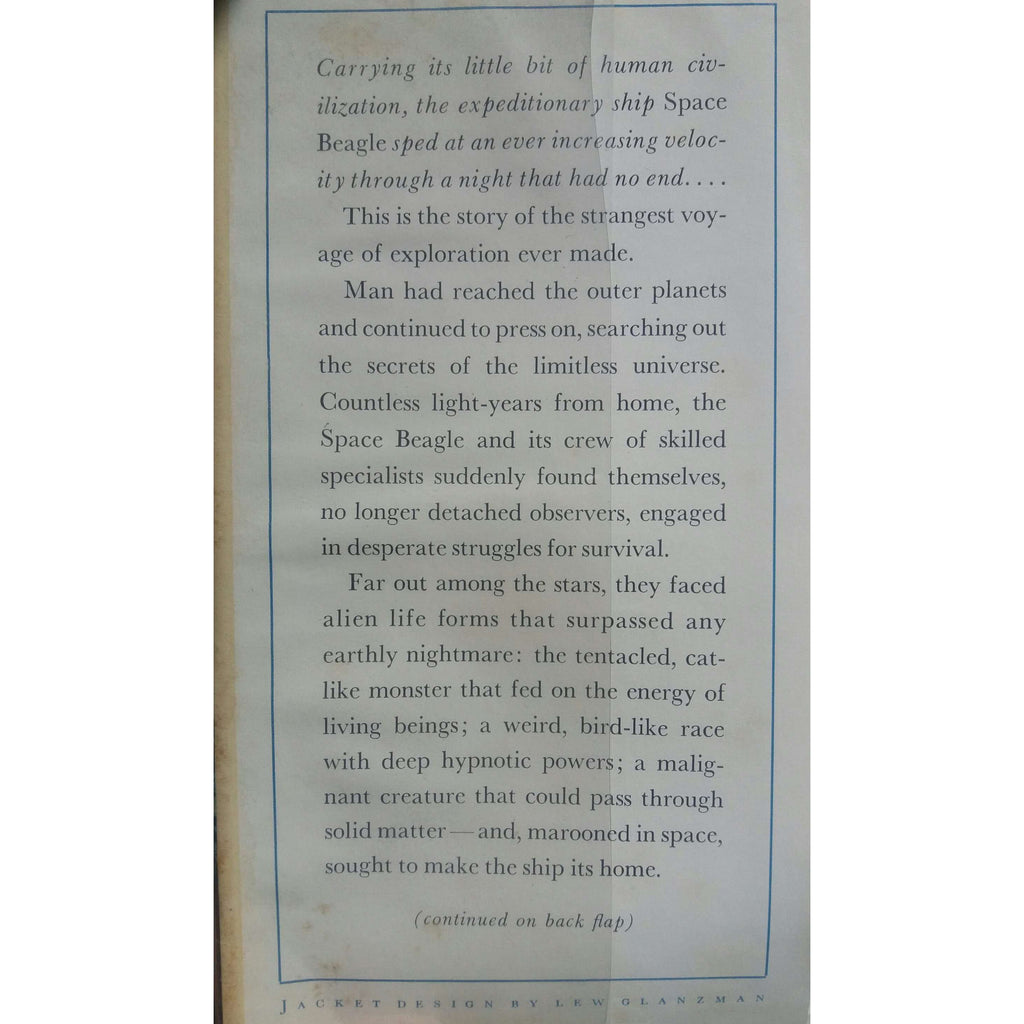 Carrying its little bit of human civ-
ilization, the expeditionary ship Space
Beagle sped at an ever increasing veloc-
ity through a night that had no end. . . .
This is the story of the strangest voy-
age of exploration ever made.
Man had reached the outer planets
and continued to press on, searching out
the secrets of the limitless universe.
Countless light-years from home, the
Space Beagle and its crew of skilled
specialists suddenly found themselves,
no longer detached observers, engaged
in desperate struggles for survival.
Far out among the stars, they faced
alien life forms that surpassed any
earthly nightmare: the tentacled, cat-
like monster that fed on the energy of
living beings; a weird, bird-like race
with deep hypnotic powers; a malig-
nant creature that could pass through
solid matter—and, marooned in space,
sought to make the ship its home.
(continued on back flap)
JACKET DESIGN BY LEW GLANZMAN